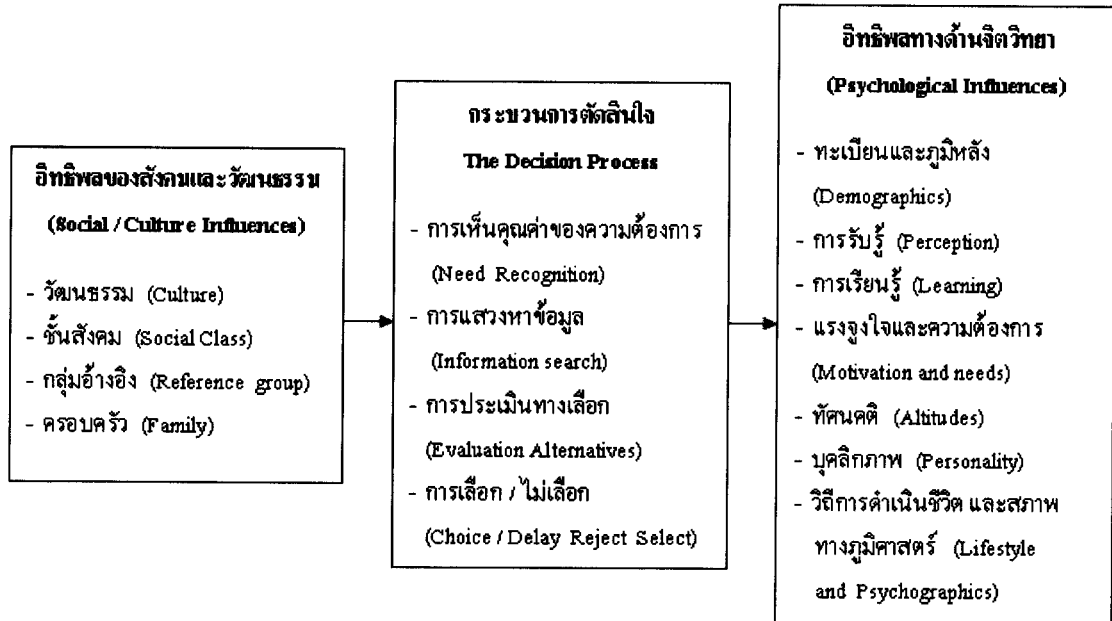 อิทธิพลของสังคมและวัฒนธรรม
(Social / Culture Influences)
- วัฒนธรรม (Culture)
- ชั้นสังคม (Social Class)
- กลุ่มอ้างอิง (Reference group)
- ครอบครัว (Family)
กระบวนการตัดสินใจ
The Decision Process
- การเห็นคุณค่าของความต้องการ
(Need Recognition)
- การแสวงหาข้อมูล
(Information search)
- การประเมินทางเลือก
(Evaluation Alternatives)
- การเลือก / ไม่เลือก
(Choice / Delay Reject Select)
อิทธิพลทางด้านจิตวิทยา
(Psychological Influences)
- ทะเบียนและภูมิหลัง
(Demographics)
- การรับรู้ (Perception)
- การเรียนรู้ (Learning)
- แรงจูงใจและความต้องการ
(Motivation and needs)
- ทัศนคติ (Altitudes)
- บุคลิกภาพ (Personality)
- วิถีการดำเนินชีวิต และสภาพ
ทางภูมิศาสตร์ (Lifestyle
and Psychographics)